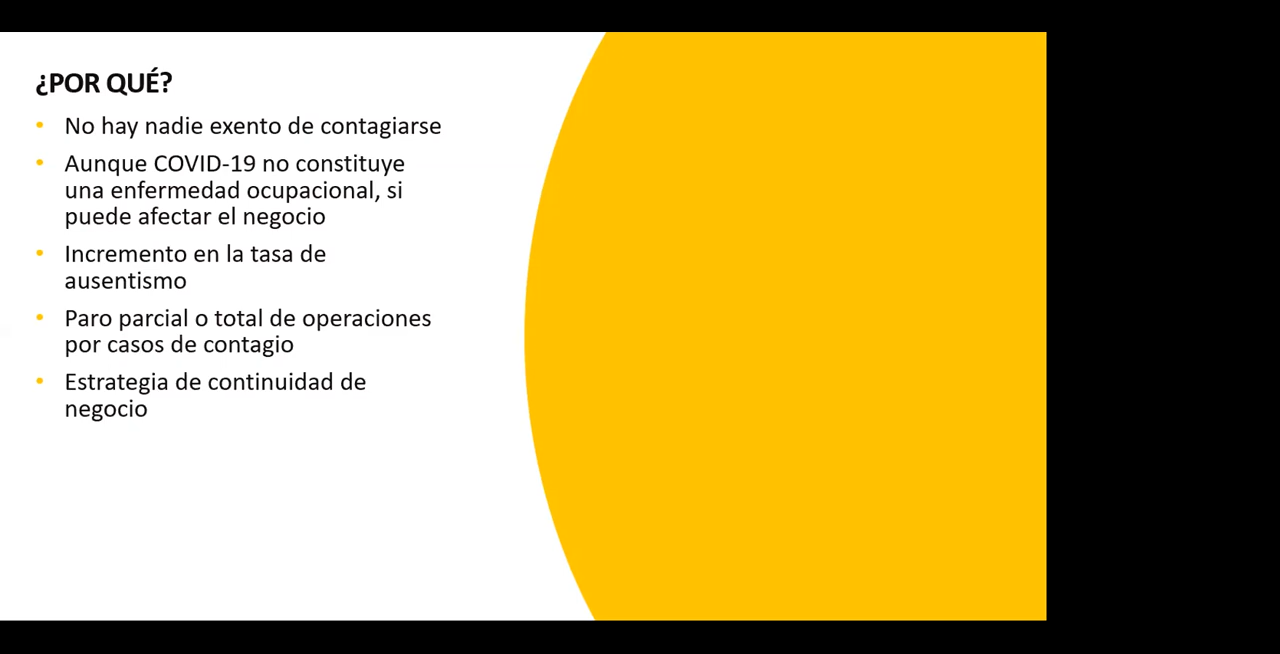 ¿POR QUÉ?
• No hay nadie exento de contagiarse
• Aunque COVID-19 no constituye
una enfermedad ocupacional, si
puede afectar el negocio
• Incremento en la tasa de
ausentismo
• Paro parcial o total de operaciones
por casos de contagio
• Estrategia de continuidad de
negocio